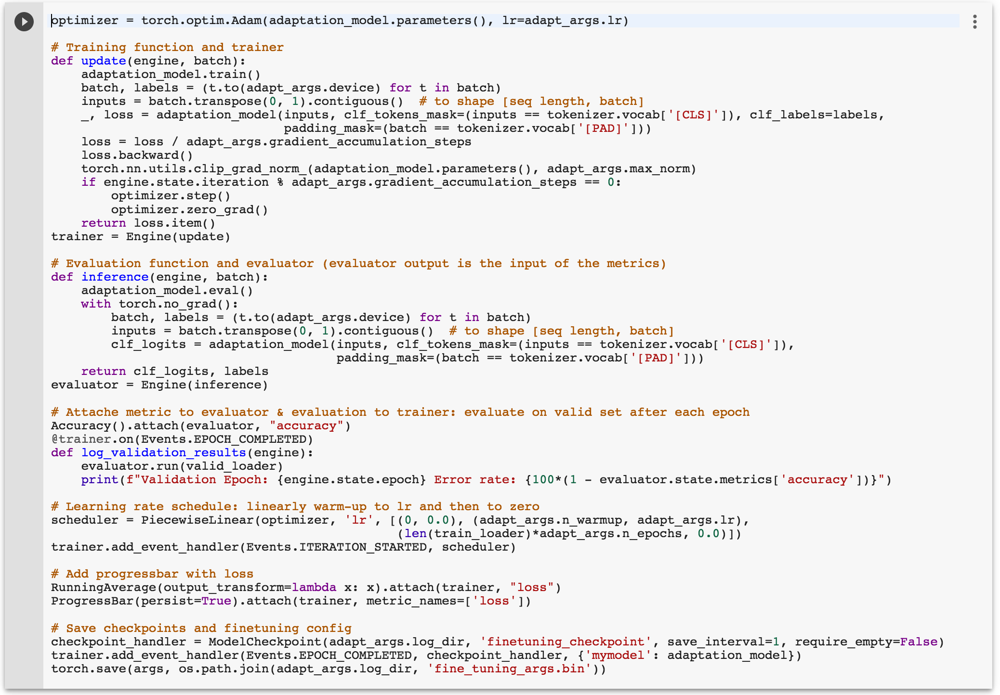 optimizer = torch.optim.Adam(adaptation_model.parameters(), lr=adapt_args.lr)

# Training function and trainer
def update(engine, batch):
    adaptation_model.train()
    batch, labels = (t.to(adapt_args.device) for t in batch)
    inputs = batch.transpose(0, 1).contiguous()  # to shape [seq length, batch]
    _, loss = adaptation_model(inputs, clf_tokens_mask=(inputs == tokenizer.vocab['[CLS]']), clf_labels=labels,
                               padding_mask=(batch == tokenizer.vocab['[PAD]']))
    loss = loss / adapt_args.gradient_accumulation_steps
    loss.backward()
    torch.nn.utils.clip_grad_norm_(adaptation_model.parameters(), adapt_args.max_norm)
    if engine.state.iteration % adapt_args.gradient_accumulation_steps == 0:
        optimizer.step()
        optimizer.zero_grad()
    return loss.item()
trainer = Engine(update)

# Evaluation function and evaluator (evaluator output is the input of the metrics)
def inference(engine, batch):
    adaptation_model.eval()
    with torch.no_grad():
        batch, labels = (t.to(adapt_args.device) for t in batch)
        inputs = batch.transpose(0, 1).contiguous()  # to shape [seq length, batch]
        clf_logits = adaptation_model(inputs, clf_tokens_mask=(inputs == tokenizer.vocab['[CLS]']),
                                      padding_mask=(batch == tokenizer.vocab['[PAD]']))
    return clf_logits, labels
evaluator = Engine(inference)

# Attache metric to evaluator & evaluation to trainer: evaluate on valid set after each epoch
Accuracy().attach(evaluator, "accuracy")
@trainer.on(Events.EPOCH_COMPLETED)
def log_validation_results(engine):
    evaluator.run(valid_loader)
    print(f"Validation Epoch: {engine.state.epoch} Error rate: {100*(1 - evaluator.state.metrics['accuracy'])}")

# Learning rate schedule: linearly warm-up to lr and then to zero
scheduler = PiecewiseLinear(optimizer, 'lr', [(0, 0.0), (adapt_args.n_warmup, adapt_args.lr),
                                              (len(train_loader)*adapt_args.n_epochs, 0.0)])
trainer.add_event_handler(Events.ITERATION_STARTED, scheduler)

# Add progressbar with loss
RunningAverage(output_transform=lambda x: x).attach(trainer, "loss")
ProgressBar(persist=True).attach(trainer, metric_names=['loss'])

# Save checkpoints and finetuning config
checkpoint_handler = ModelCheckpoint(adapt_args.log_dir, 'finetuning_checkpoint', save_interval=1, require_empty=False)
trainer.add_event_handler(Events.EPOCH_COMPLETED, checkpoint_handler, {'mymodel': adaptation_model})
torch.save(args, os.path.join(adapt_args.log_dir, 'fine_tuning_args.bin'))